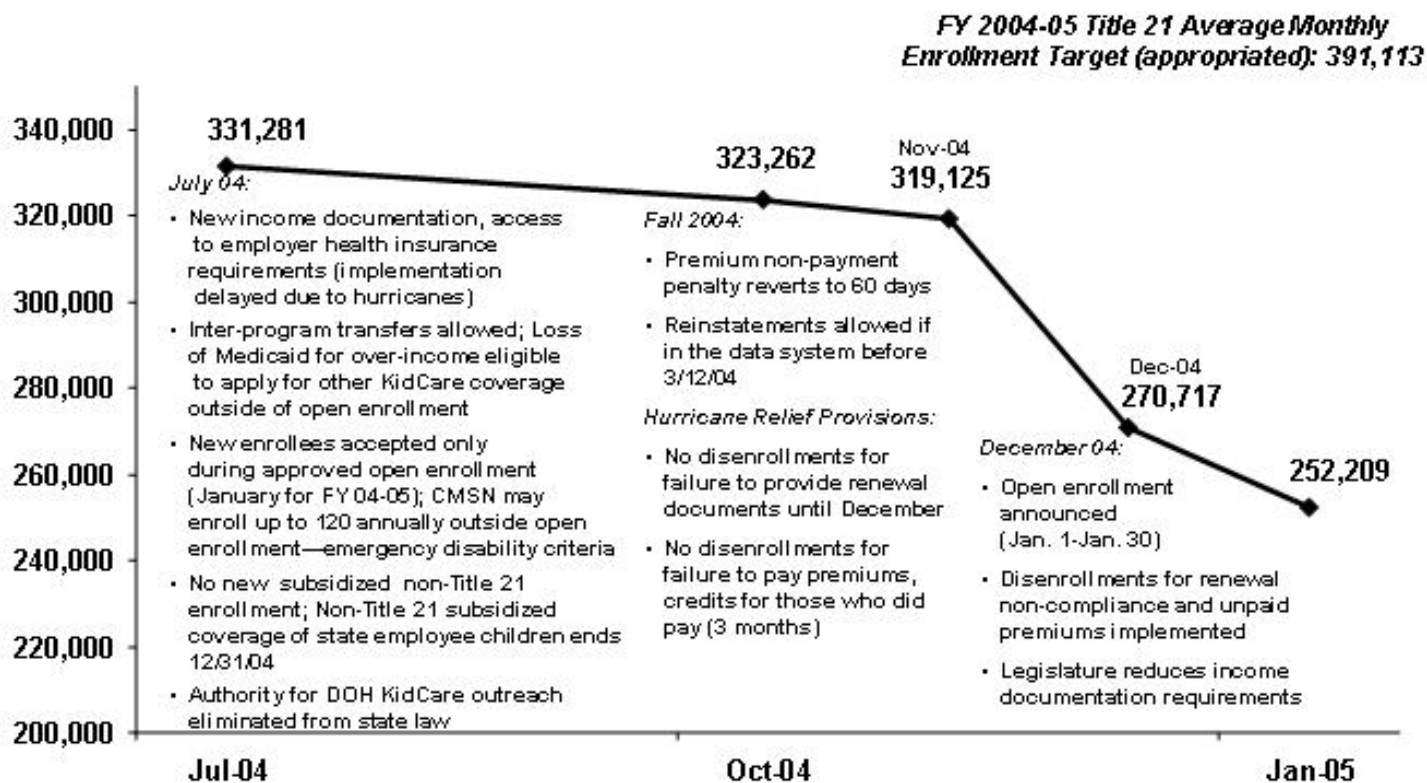 FY 2004-05 Title 21 Average Monthly
Enrollment Target (appropriated): 391,113
340,000
320,000
300,000
280,000
260,000
240,000
220,000
200,000
331,281
July 04:
• New income documentation, access
to employer health insurance
requirements (implementation
delayed due to hurricanes)
• Inter-program transfers allowed; Loss
of Medicaid for over-income eligible
to apply for other KidCare coverage
outside of open enrollment
• New enrollees accepted only
during approved open enrollment
(January for FY 04-05); CMSN may
enroll up to 120 annually outside open
enrollment—emergency disability criteria
• No new subsidized non-Title 21
enrollment; Non-Title 21 subsidized
coverage of state employee children ends
12/31/04
• Authority for DOH KidCare outreach
eliminated from state law
323,262
Fall 2004:
• Premium non-payment
penalty reverts to 60 days
• Reinstatements allowed if
in the data system before
3/12/04
Hurricane Relief Provisions:
• No disenrollments for
failure to provide renewal
documents until December
• No disenrollments for
failure to pay premiums,
credits for those who did
pay (3 months)
Nov-04
319,125
Dec-04
270,717
December 04:
• Open enrollment
announced
(Jan. 1-Jan. 30)
• Disenrollments for renewal
non-compliance and unpaid
premiums implemented
• Legislature reduces income
documentation requirements
252,209
Jul-04
Oct-04
Jan-05